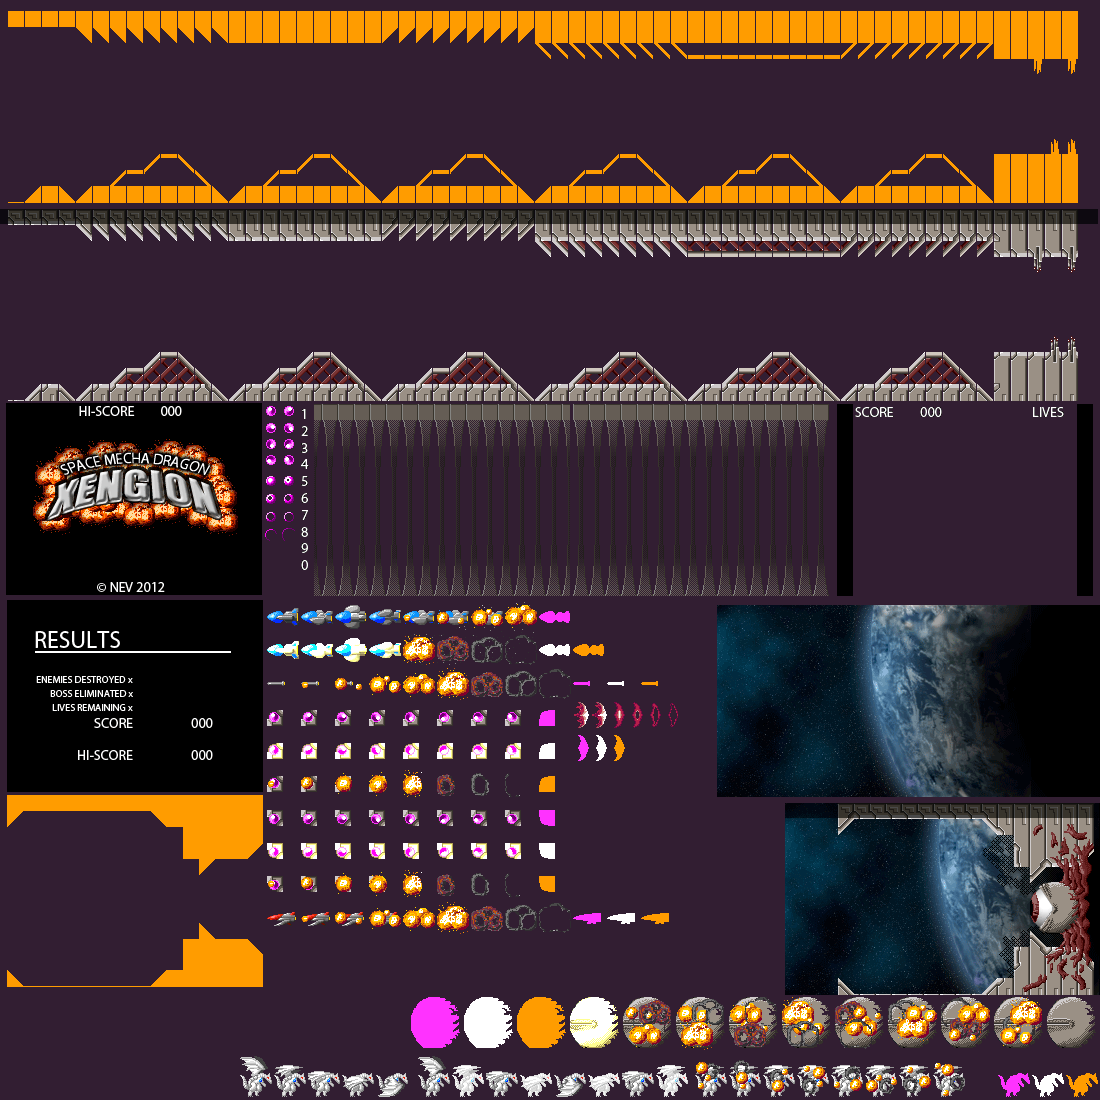 HI-SCORE 000
SPACE MECHA DRAGON
XENGION
© NEV 2012
1
2
3
4
5
6
7
8
9
0
SCORE 000 LIVES
RESULTS
ENEMIES DESTROYED x
BOSS ELIMINATED x
LIVES REMAINING x
SCORE 000
HI-SCORE 000